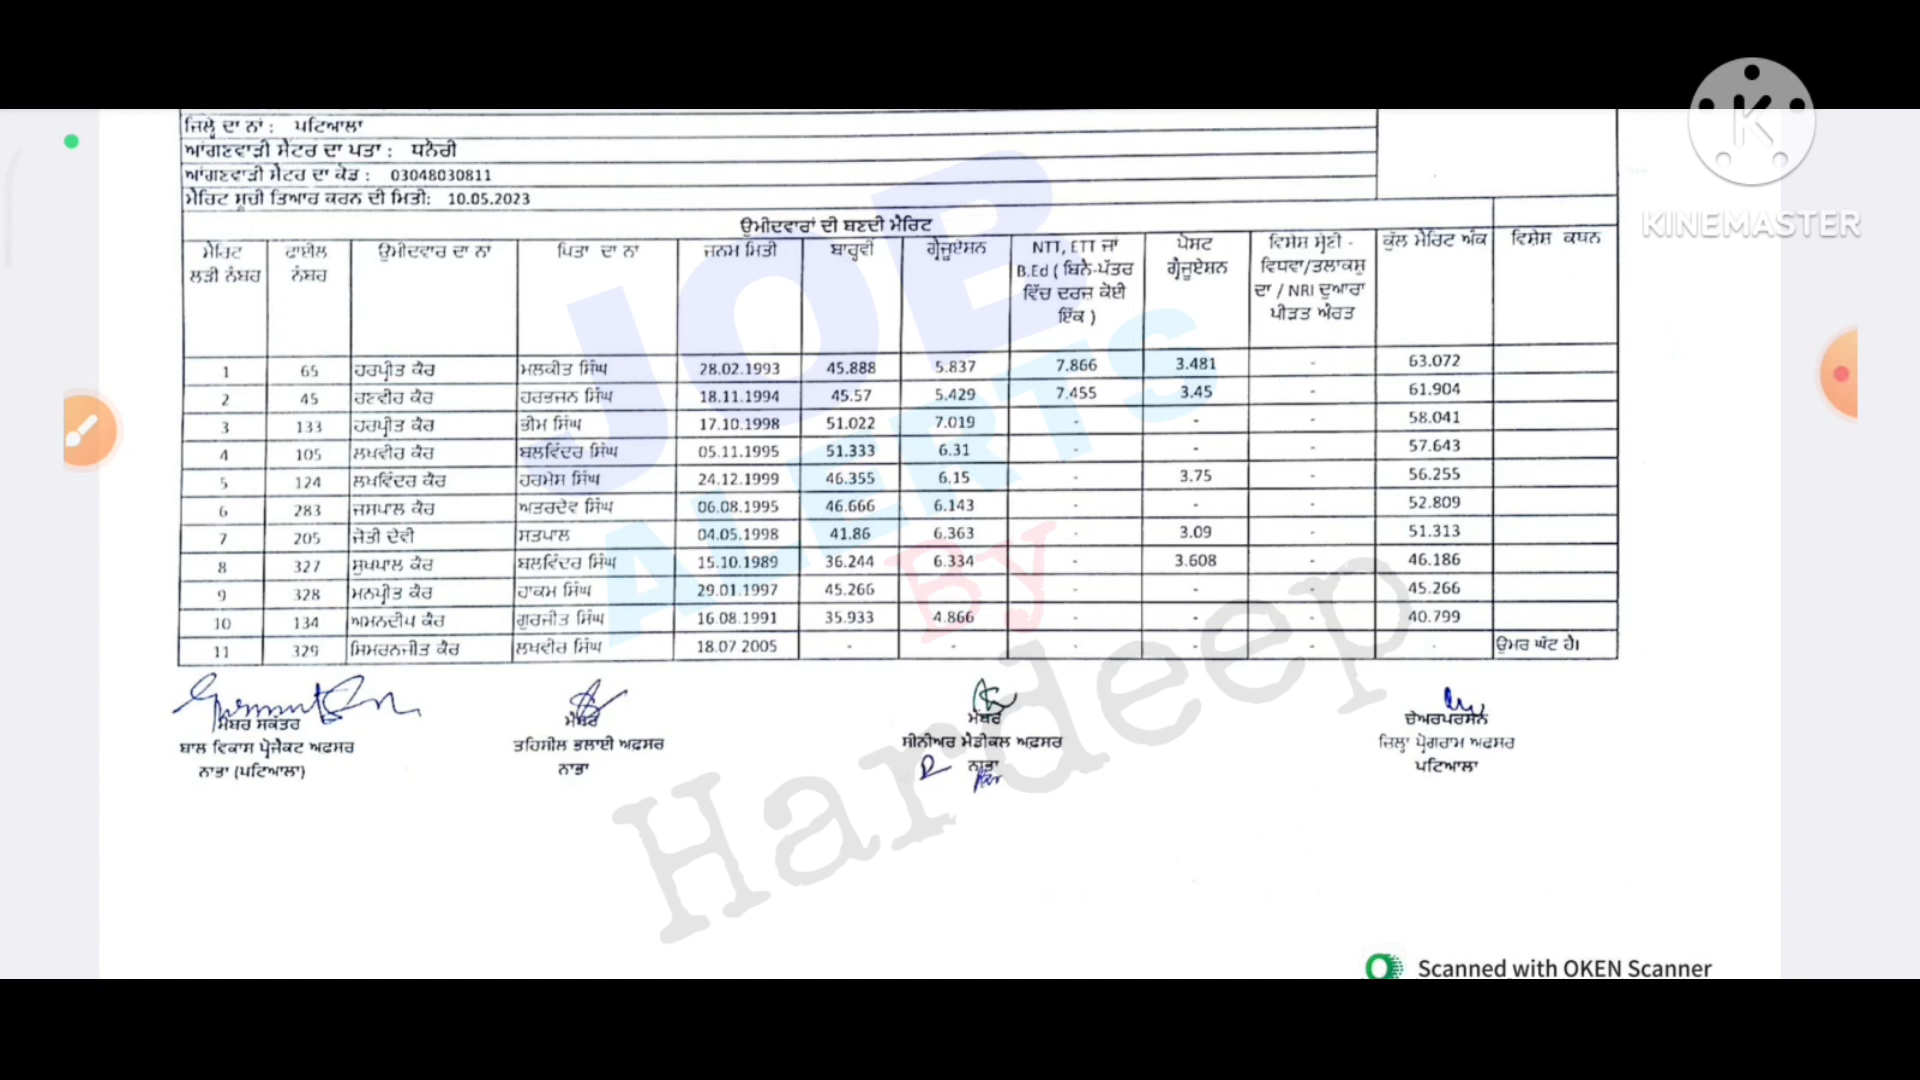 ਜਿਲ੍ਹੇ ਦਾ ਨਾਂ : ਪਟਿਆਲਾ
ਆਂਗਣਵਾੜੀ ਸੈਂਟਰ ਦਾ ਪਤਾ : ਧਨੌਰੀ
ਆਂਗਣਵਾੜੀ ਸੈਂਟਰ ਦਾ ਕੋਡ : 03048030811
ਮੈਰਿਟ ਸੂਚੀ ਤਿਆਰ ਕਰਨ ਦੀ ਮਿਤੀ: 10.05.2023
ਉਮੀਦਵਾਰਾਂ ਦੀ ਬਣਦੀ ਮੈਰਿਟ
ਮੈਰਿਟ ਲੜੀ ਨੰਬਰ ਫਾਈਲ ਨੰਬਰ ਉਮੀਦਵਾਰ ਦਾ ਨਾਂ ਪਿਤਾ ਦਾ ਨਾਂ ਜਨਮ ਮਿਤੀ ਬਾਰ੍ਹਵੀਂ ਗ੍ਰੈਜੂਏਸ਼ਨ NTT, ETT ਜਾਂ B.Ed ( ਬਿਨੈ-ਪੱਤਰ ਵਿੱਚ ਦਰਜ ਕੋਈ ਇੱਕ ) ਪੋਸਟ ਗ੍ਰੈਜੂਏਸ਼ਨ ਵਿਸ਼ੇਸ਼ ਸ੍ਰੇਣੀ - ਵਿਧਵਾ/ਤਲਾਕਸ਼ੁਦਾ / NRI ਦੁਆਰਾ ਪੀੜਤ ਔਰਤ ਕੁੱਲ ਮੈਰਿਟ ਅੰਕ ਵਿਸ਼ੇਸ਼ ਕਥਨ
1 65 ਹਰਪ੍ਰੀਤ ਕੌਰ ਮਲਕੀਤ ਸਿੰਘ 28.02.1993 45.888 5.837 7.866 3.481 - 63.072
2 45 ਰਣਵੀਰ ਕੌਰ ਹਰਭਜਨ ਸਿੰਘ 18.11.1994 45.57 5.429 7.455 3.45 - 61.904
3 133 ਹਰਪ੍ਰੀਤ ਕੌਰ ਭੀਮ ਸਿੰਘ 17.10.1998 51.022 7.019 - - - 58.041
4 105 ਲਖਵੀਰ ਕੌਰ ਬਲਵਿੰਦਰ ਸਿੰਘ 05.11.1995 51.333 6.31 - - - 57.643
5 124 ਲਖਵਿੰਦਰ ਕੌਰ ਹਰਮੇਸ਼ ਸਿੰਘ 24.12.1999 46.355 6.15 - 3.75 - 56.255
6 283 ਜਸਪਾਲ ਕੌਰ ਅਤਰਦੇਵ ਸਿੰਘ 06.08.1995 46.666 6.143 - - - 52.809
7 205 ਜੋਤੀ ਦੇਵੀ ਸਤਪਾਲ 04.05.1998 41.86 6.363 - 3.09 - 51.313
8 327 ਸੁਖਪਾਲ ਕੌਰ ਬਲਵਿੰਦਰ ਸਿੰਘ 15.10.1989 36.244 6.334 - 3.608 - 46.186
9 328 ਮਨਪ੍ਰੀਤ ਕੌਰ ਹਾਕਮ ਸਿੰਘ 29.01.1997 45.266 - - - - 45.266
10 134 ਅਮਨਦੀਪ ਕੌਰ ਗੁਰਜੀਤ ਸਿੰਘ 16.08.1991 35.933 4.866 - - - 40.799
11 329 ਸਿਮਰਨਜੀਤ ਕੌਰ ਲਖਵੀਰ ਸਿੰਘ 18.07.2005 - - - - - - ਉਮਰ ਘੱਟ ਹੈ।
ਮੈਂਬਰ ਸਕੱਤਰ ਮੈਂਬਰ ਮੈਂਬਰ ਚੇਅਰਪਰਸਨ
ਬਾਲ ਵਿਕਾਸ ਪ੍ਰੋਜੈਕਟ ਅਫਸਰ ਤਹਿਸੀਲ ਭਲਾਈ ਅਫਸਰ ਸੀਨੀਅਰ ਮੈਡੀਕਲ ਅਫਸਰ ਜਿਲ੍ਹਾ ਪ੍ਰੋਗਰਾਮ ਅਫਸਰ
ਨਾਭਾ (ਪਟਿਆਲਾ) ਨਾਭਾ ਨਾਭਾ ਪਟਿਆਲਾ
JOB
ALERTS
By
Hardeep
KINEMASTER
Scanned with OKEN Scanner